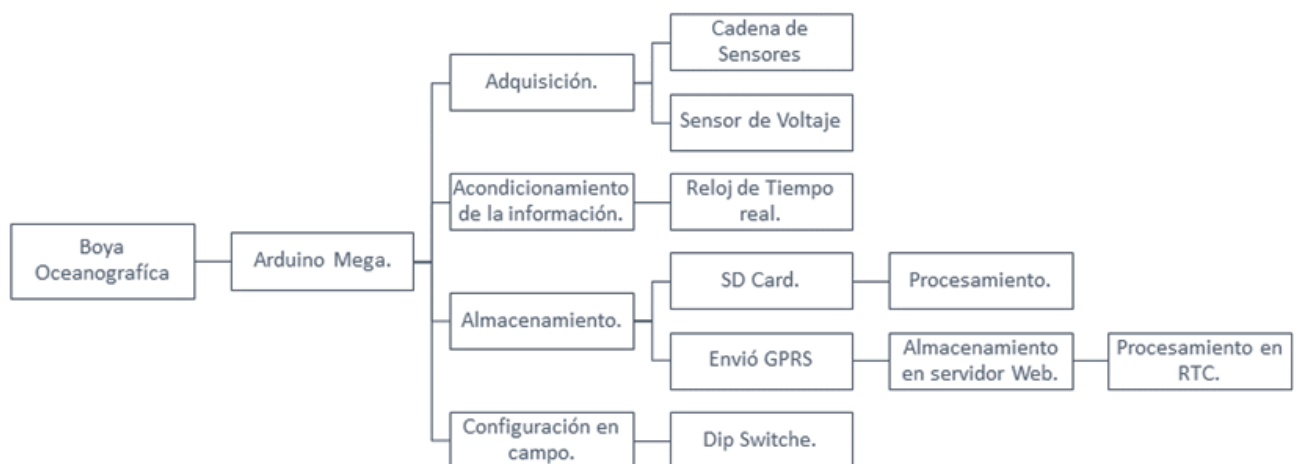 Boya
Oceanografíca
Arduino Mega.
Adquisición.
Cadena de
Sensores
Sensor de Voltaje
Acondicionamiento
de la información.
Reloj de Tiempo
real.
Almacenamiento.
SD Card.
Procesamiento.
Envió GPRS
Almacenamiento
en servidor Web.
Procesamiento en
RTC.
Configuración en
campo.
Dip Switche.